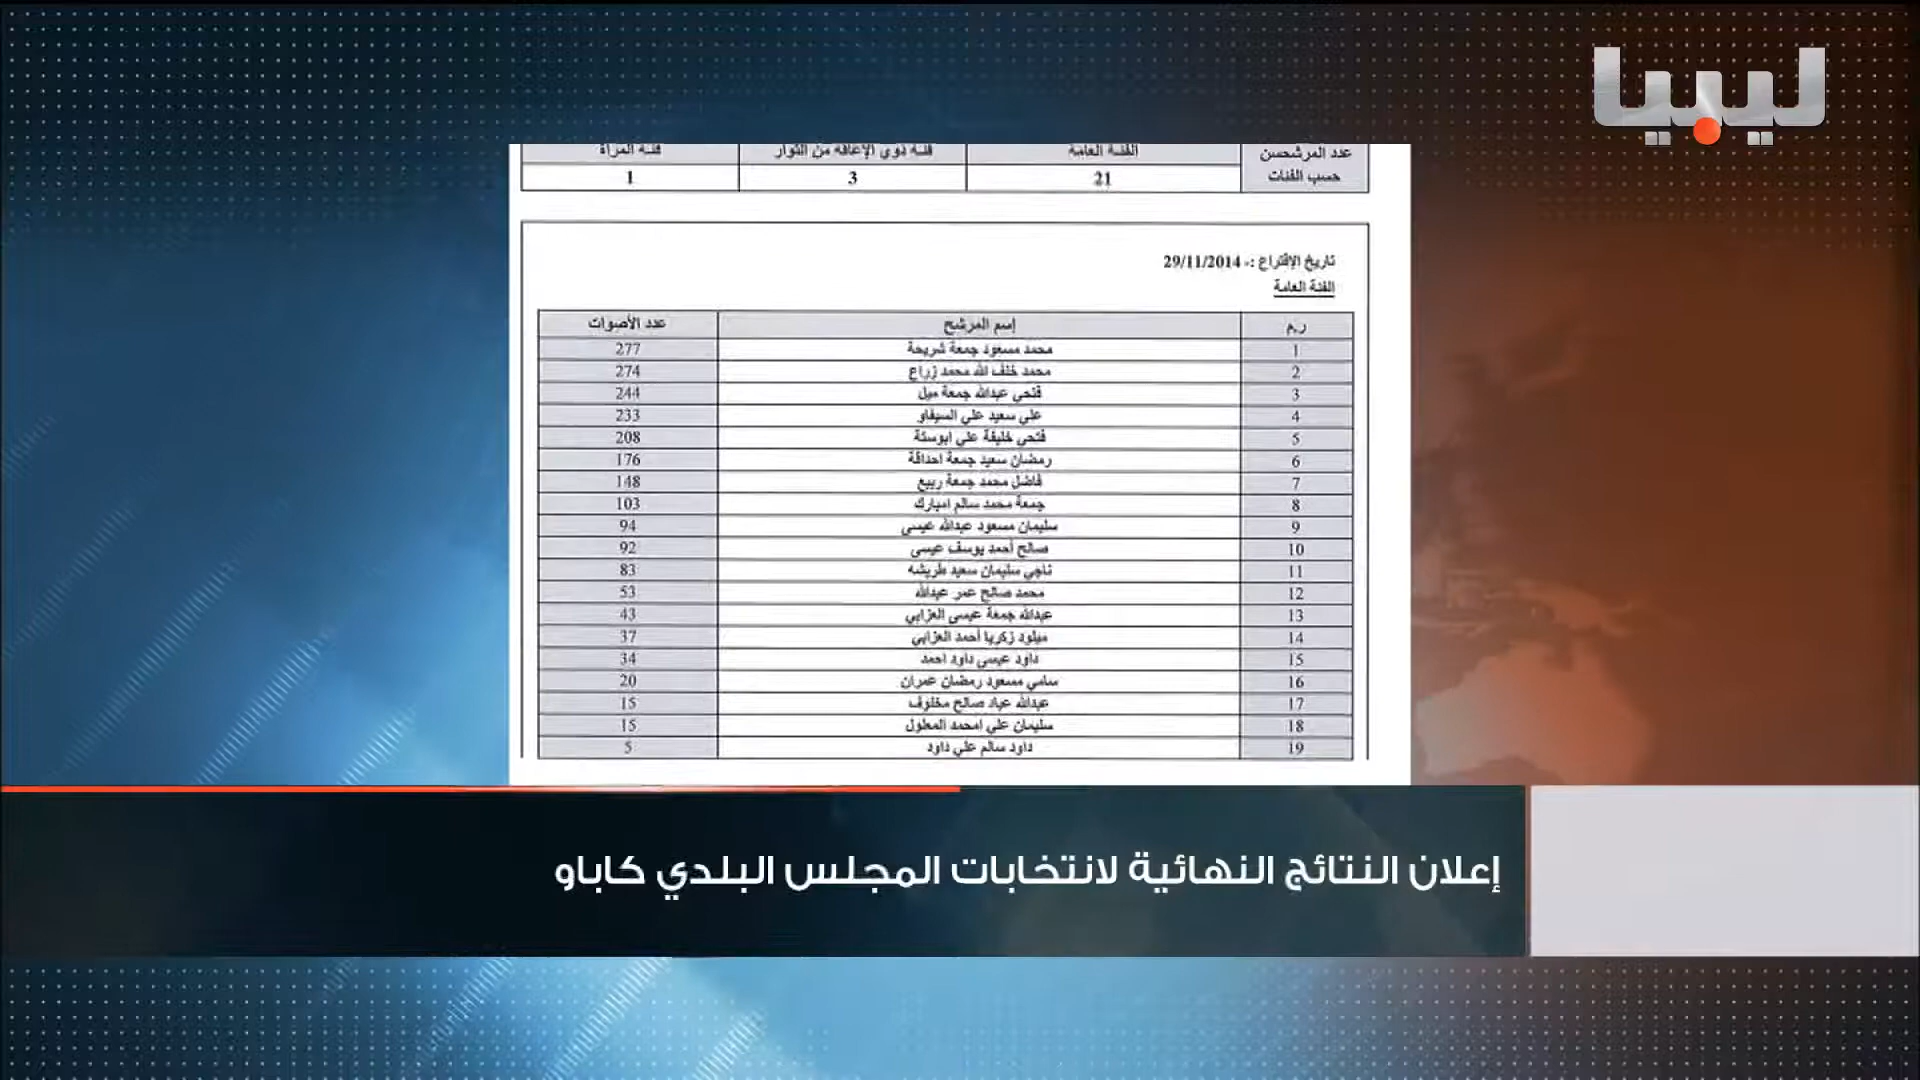 ليبيا
عدد المرشحين حسب الفئات | الفئة العامة | فئة ذوي الإعاقة من الثوار | فئة المرأة
21 | 3 | 1
تاريخ الإقتراع :- 29/11/2014
الفئة العامة
ر.م | إسم المرشح | عدد الأصوات
1 | محمد مسعود جمعة شريحة | 277
2 | محمد خلف الله محمد زراع | 274
3 | فتحي عبدالله جمعة ميل | 244
4 | علي سعيد علي السيفاو | 233
5 | فتحي خليفة علي ابوستة | 208
6 | رمضان سعيد جمعة احداقة | 176
7 | فاضل محمد جمعة ربيع | 148
8 | جمعة محمد سالم امبارك | 103
9 | سليمان مسعود عبدالله عيسى | 94
10 | صالح أحمد يوسف عيسى | 92
11 | ناجي سليمان سعيد طريشه | 83
12 | محمد صالح عمر عبدالله | 53
13 | عبدالله جمعة عيسى العزابي | 43
14 | ميلود زكريا أحمد العزابي | 37
15 | داود عيسى داود احمد | 34
16 | سامي مسعود رمضان عمران | 20
17 | عبدالله عياد صالح مخلوف | 15
18 | سليمان علي امحمد المطول | 15
19 | داود سالم علي داود | 5
إعلان النتائج النهائية لانتخابات المجلس البلدي كاباو